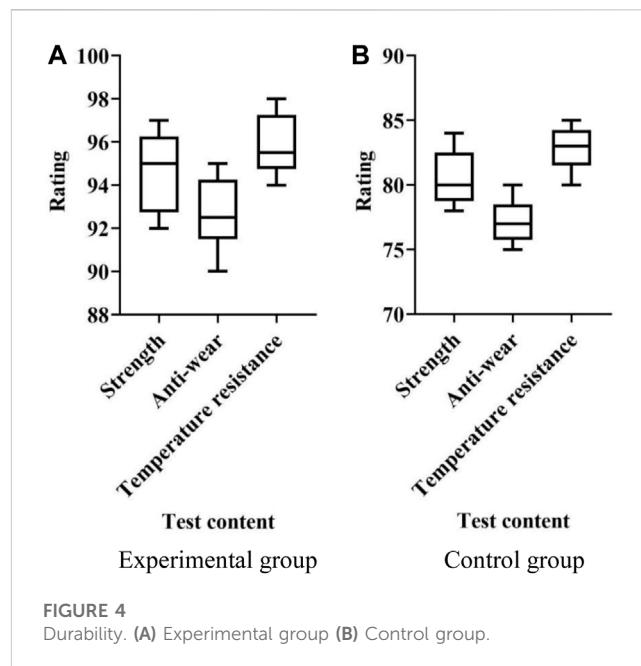 A
B
100
98
96
94
92
90
88
Rating
Strength
Anti-wear
Temperature resistance
Test content
Experimental group
90
85
80
75
70
Rating
Strength
Anti-wear
Temperature resistance
Test content
Control group
FIGURE 4
Durability. (A) Experimental group (B) Control group.